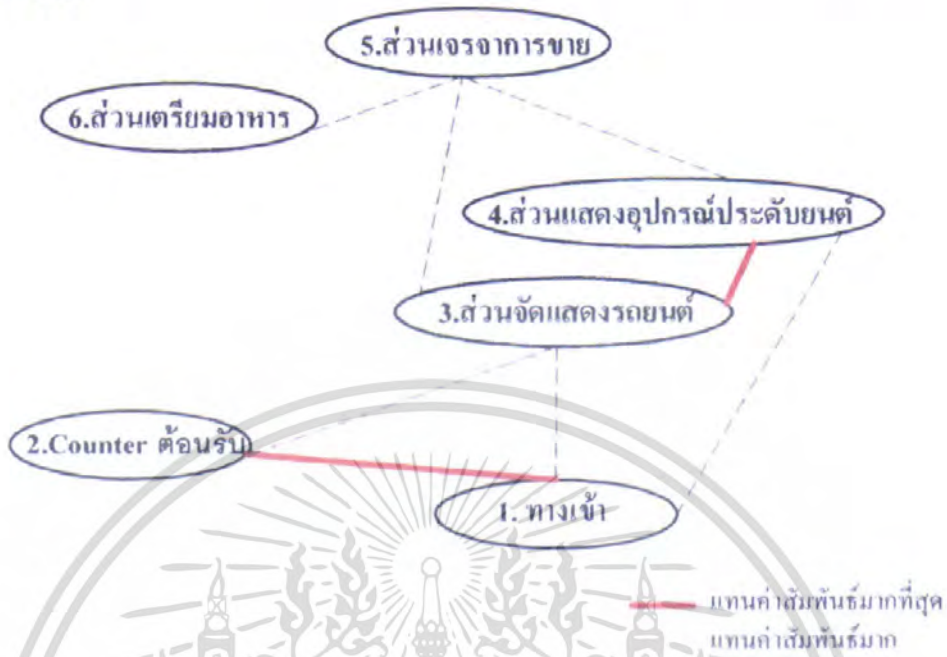 5.ส่วนเจรจาการขาย
6.ส่วนเตรียมอาหาร
4.ส่วนแสดงอุปกรณ์ประดับยนต์
3.ส่วนจัดแสดงรถยนต์
2.Counter ต้อนรับ
1. ทางเข้า
แทนค่าสัมพันธ์มากที่สุด
แทนค่าสัมพันธ์มาก